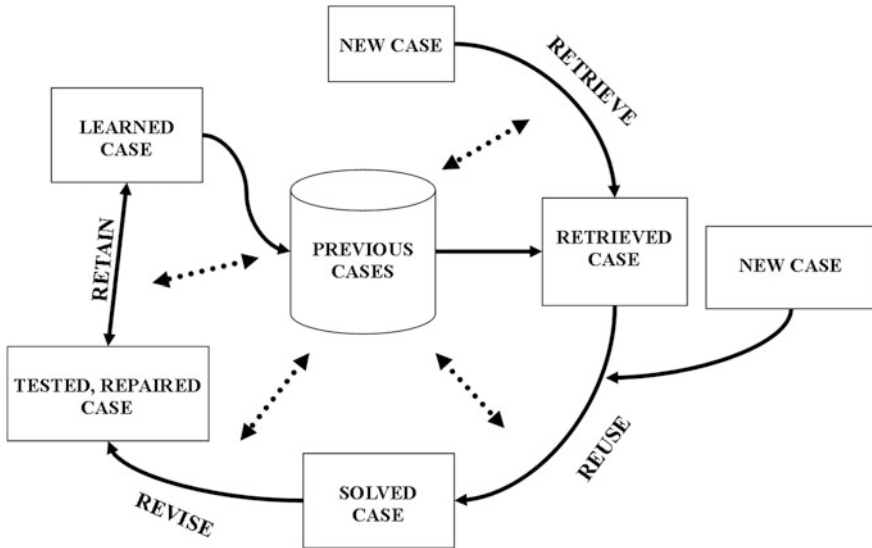 NEW CASE
RETRIEVE
LEARNED
CASE
PREVIOUS
CASES
RETRIEVED
CASE
NEW CASE
RETAIN
TESTED, REPAIRED
CASE
REUSE
SOLVED
CASE
REVISE